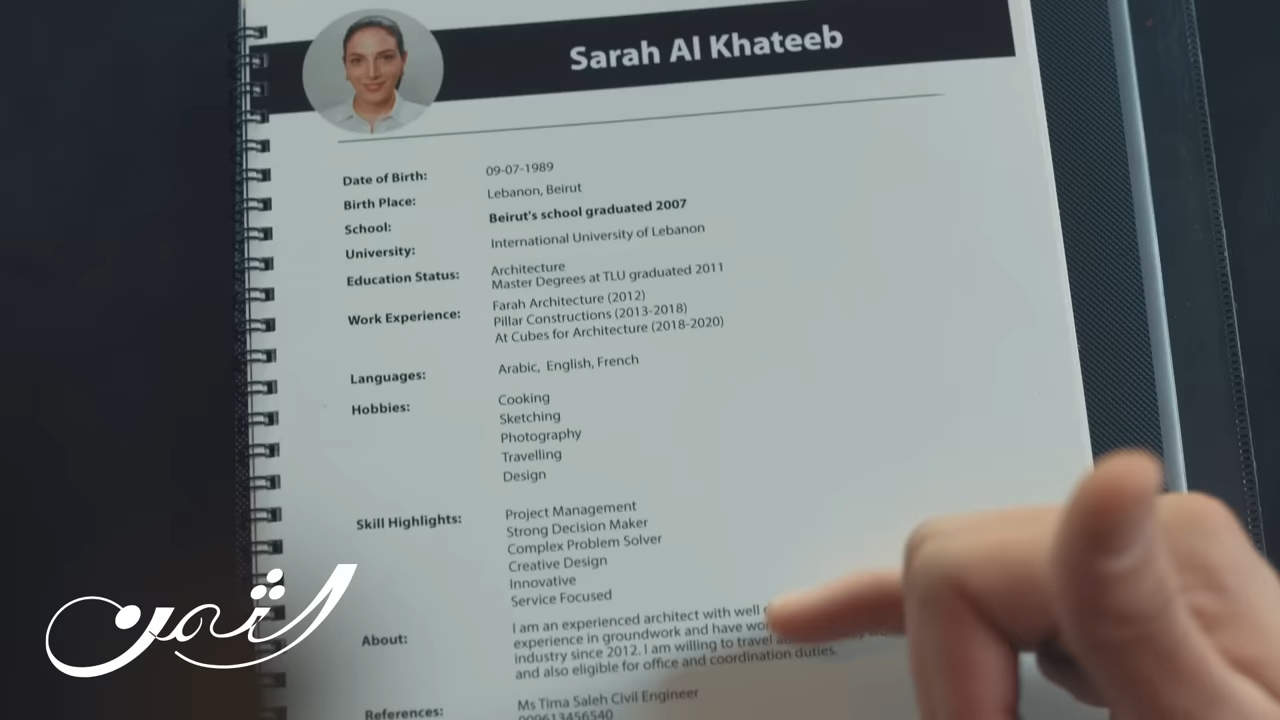 Sarah Al Khateeb
Date of Birth: 09-07-1989
Birth Place: Lebanon, Beirut
School: Beirut's school graduated 2007
University: International University of Lebanon
Education Status: Architecture
Master Degrees at TLU graduated 2011
Work Experience: Farah Architecture (2012)
Pillar Constructions (2013-2018)
At Cubes for Architecture (2018-2020)
Languages: Arabic, English, French
Hobbies: Cooking
Sketching
Photography
Travelling
Design
Skill Highlights: Project Management
Strong Decision Maker
Complex Problem Solver
Creative Design
Innovative
Service Focused
About: I am an experienced architect with well
experience in groundwork and have
industry since 2012. I am willing to travel
and also eligible for office and coordination duties.
References: Ms Tima Saleh Civil Engineer
009613456540
الثمن